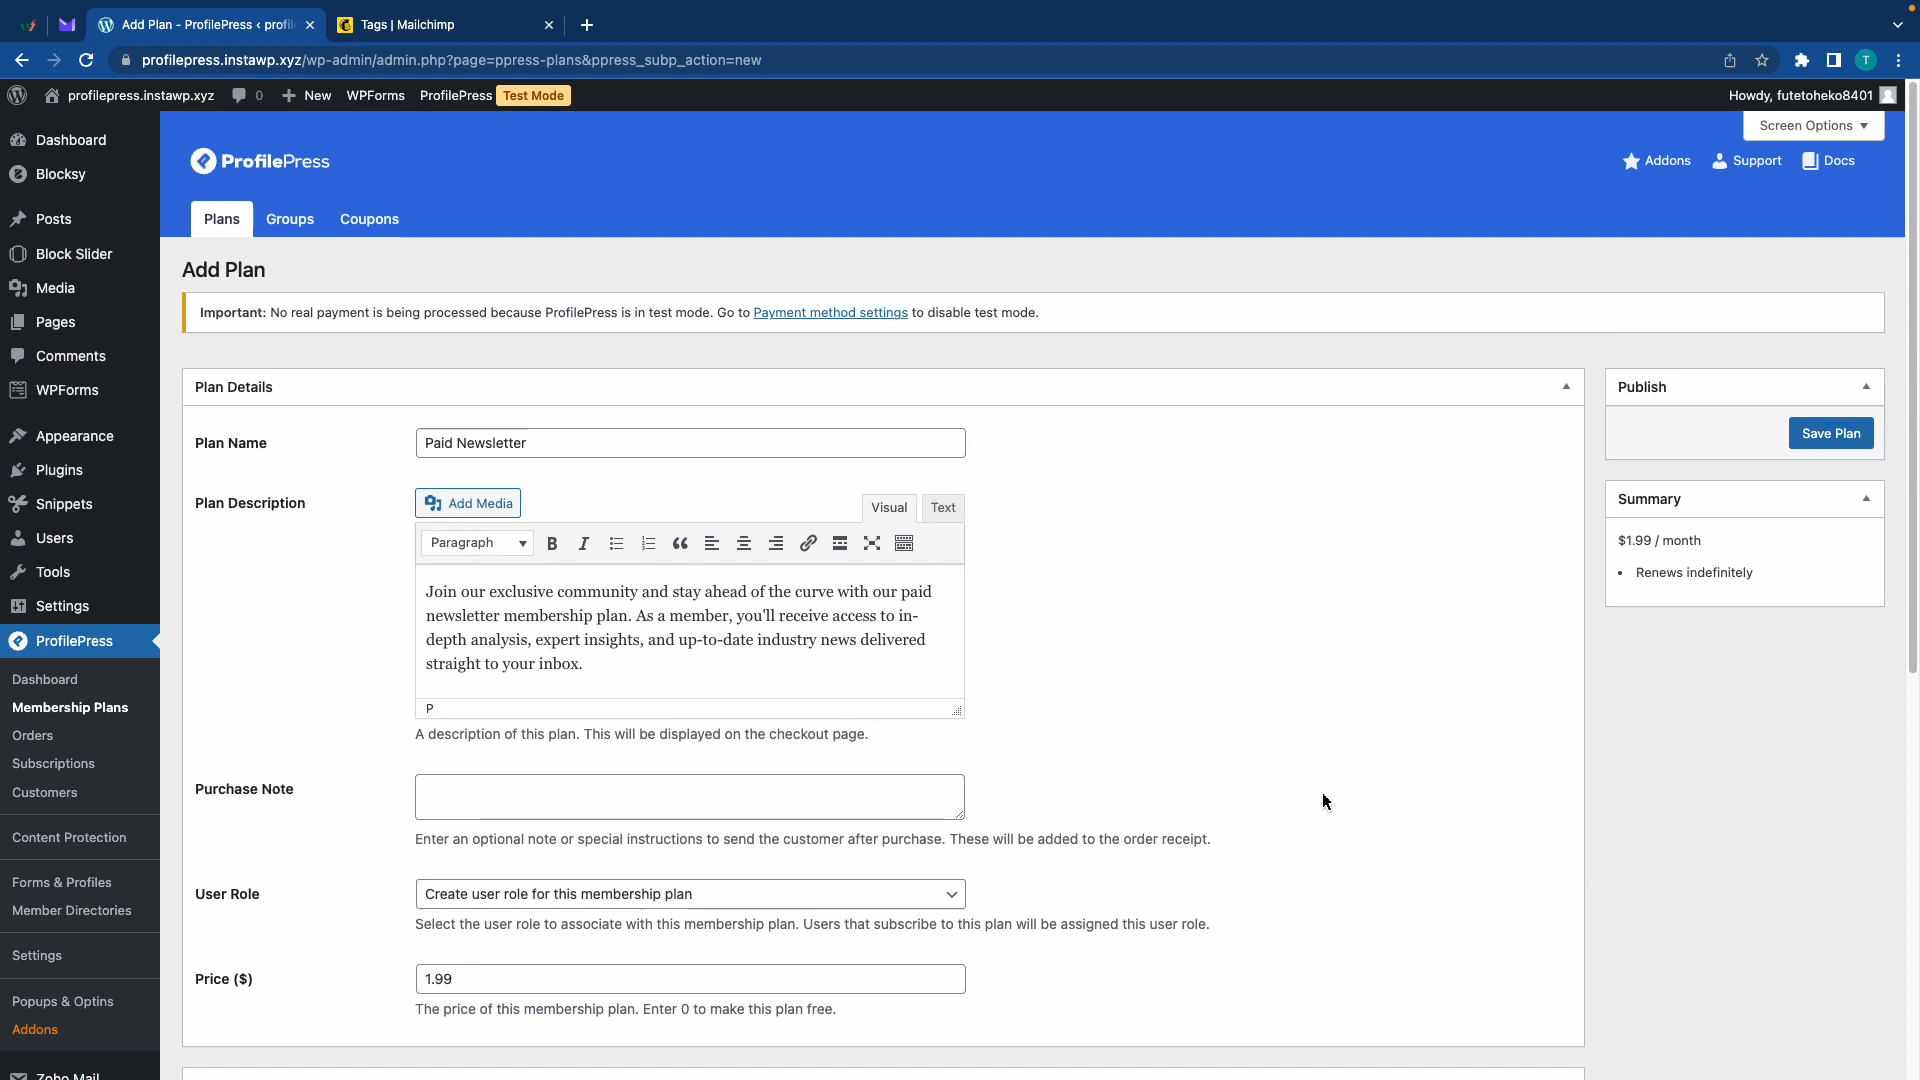 Add Plan - ProfilePress ‹ profil
Tags | Mailchimp
profilepress.instawp.xyz/wp-admin/admin.php?page=ppress-plans&ppress_subp_action=new
T
profilepress.instawp.xyz 0 New WPForms ProfilePress Test Mode
Howdy, futetoheko8401
Screen Options
Dashboard
Blocksy
Posts
Block Slider
Media
Pages
Comments
WPForms
Appearance
Plugins
Snippets
Users
Tools
Settings
ProfilePress
Dashboard
Membership Plans
Orders
Subscriptions
Customers
Content Protection
Forms & Profiles
Member Directories
Settings
Popups & Optins
Addons
Zoho Mail
ProfilePress
Addons Support Docs
Plans Groups Coupons
Add Plan
Important: No real payment is being processed because ProfilePress is in test mode. Go to Payment method settings to disable test mode.
Plan Details
Plan Name
Paid Newsletter
Plan Description
Add Media
Visual Text
Paragraph
Join our exclusive community and stay ahead of the curve with our paid
newsletter membership plan. As a member, you'll receive access to in-
depth analysis, expert insights, and up-to-date industry news delivered
straight to your inbox.
P
A description of this plan. This will be displayed on the checkout page.
Purchase Note
Enter an optional note or special instructions to send the customer after purchase. These will be added to the order receipt.
User Role
Create user role for this membership plan
Select the user role to associate with this membership plan. Users that subscribe to this plan will be assigned this user role.
Price ($)
1.99
The price of this membership plan. Enter 0 to make this plan free.
Publish
Save Plan
Summary
$1.99 / month
• Renews indefinitely